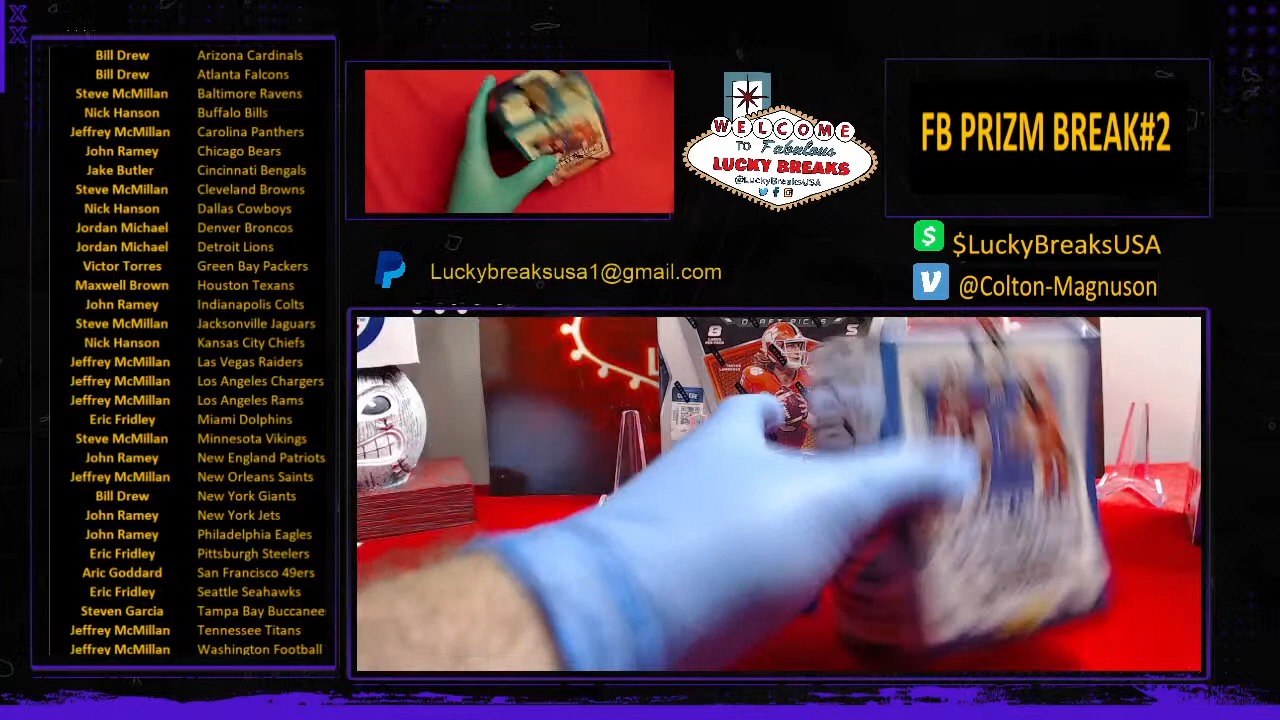 Bill Drew Arizona Cardinals
Bill Drew Atlanta Falcons
Steve McMillan Baltimore Ravens
Nick Hanson Buffalo Bills
Jeffrey McMillan Carolina Panthers
John Ramey Chicago Bears
Jake Butler Cincinnati Bengals
Steve McMillan Cleveland Browns
Nick Hanson Dallas Cowboys
Jordan Michael Denver Broncos
Jordan Michael Detroit Lions
Victor Torres Green Bay Packers
Maxwell Brown Houston Texans
John Ramey Indianapolis Colts
Steve McMillan Jacksonville Jaguars
Nick Hanson Kansas City Chiefs
Jeffrey McMillan Las Vegas Raiders
Jeffrey McMillan Los Angeles Chargers
Jeffrey McMillan Los Angeles Rams
Eric Fridley Miami Dolphins
Steve McMillan Minnesota Vikings
John Ramey New England Patriots
Jeffrey McMillan New Orleans Saints
Bill Drew New York Giants
John Ramey New York Jets
John Ramey Philadelphia Eagles
Eric Fridley Pittsburgh Steelers
Aric Goddard San Francisco 49ers
Eric Fridley Seattle Seahawks
Steven Garcia Tampa Bay Buccanee
Jeffrey McMillan Tennessee Titans
Jeffrey McMillan Washington Football
WELCOME
TO Fabulous
LUCKY BREAKS
@LuckyBreaksUSA
FB PRIZM BREAK#2
$LuckyBreaksUSA
Luckybreaksusa1@gmail.com
@Colton-Magnuson
DRAFT PICKS